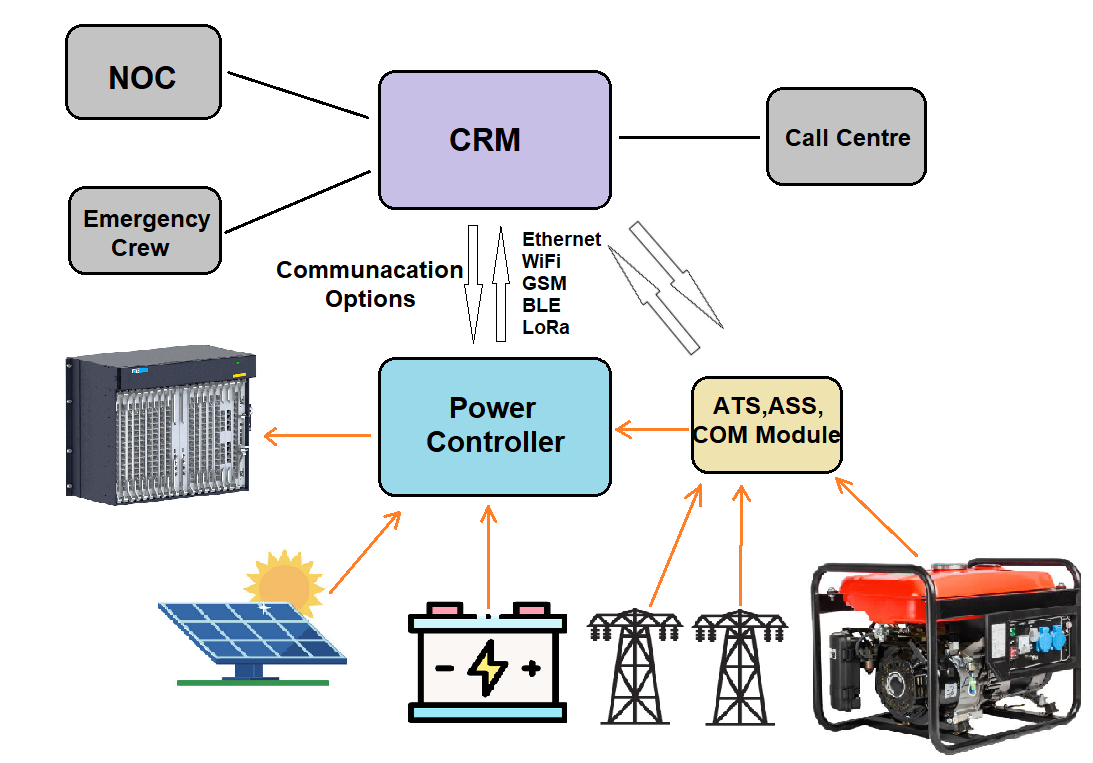 NOC
CRM
Call Centre
Emergency
Crew
Communacation
Options
Ethernet
WiFi
GSM
BLE
LoRa
Power
Controller
ATS,ASS,
COM Module